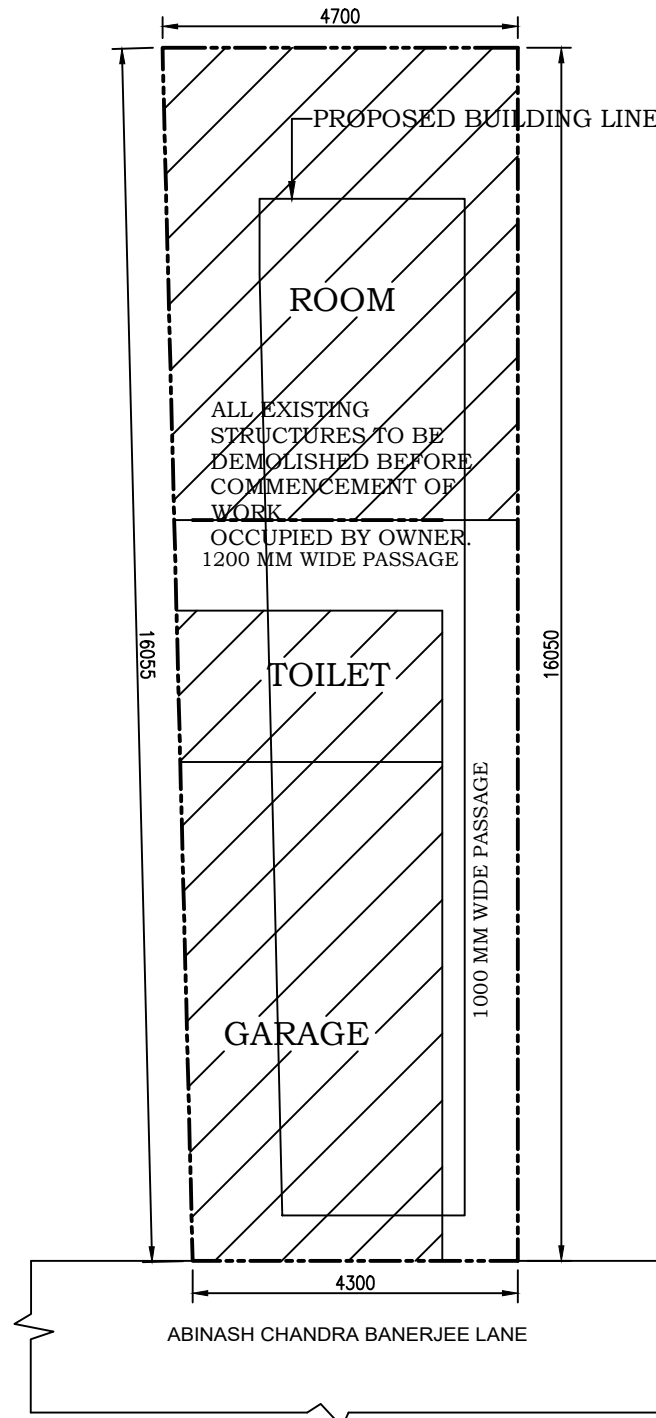 4700
PROPOSED BUILDING LINE
ROOM
ALL EXISTING
STRUCTURES TO BE
DEMOLISHED BEFORE
COMMENCEMENT OF
WORK
OCCUPIED BY OWNER.
1200 MM WIDE PASSAGE
16055
16050
TOILET
1000 MM WIDE PASSAGE
GARAGE
4300
ABINASH CHANDRA BANERJEE LANE